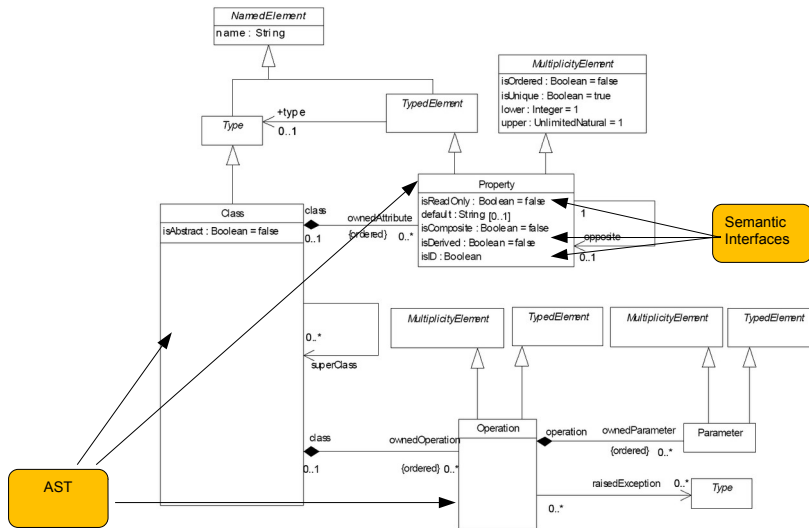 NamedElement
name : String
MultiplicityElement
isOrdered : Boolean = false
isUnique : Boolean = true
lower : Integer = 1
upper : UnlimitedNatural = 1
+type
0..1
Type
TypedElement
Property
isReadOnly : Boolean = false
default : String [0..1]
isComposite : Boolean = false
isDerived : Boolean = false
isID : Boolean
1
opposite
0..1
Semantic
Interfaces
Class
isAbstract : Boolean = false
class
0..1
ownedAttribute
{ordered}
0..*
0..*
superClass
MultiplicityElement
TypedElement
MultiplicityElement
TypedElement
class
0..1
ownedOperation
{ordered}
0..*
Operation
operation
ownedParameter
{ordered}
0..*
Parameter
raisedException
0..*
0..*
Type
AST